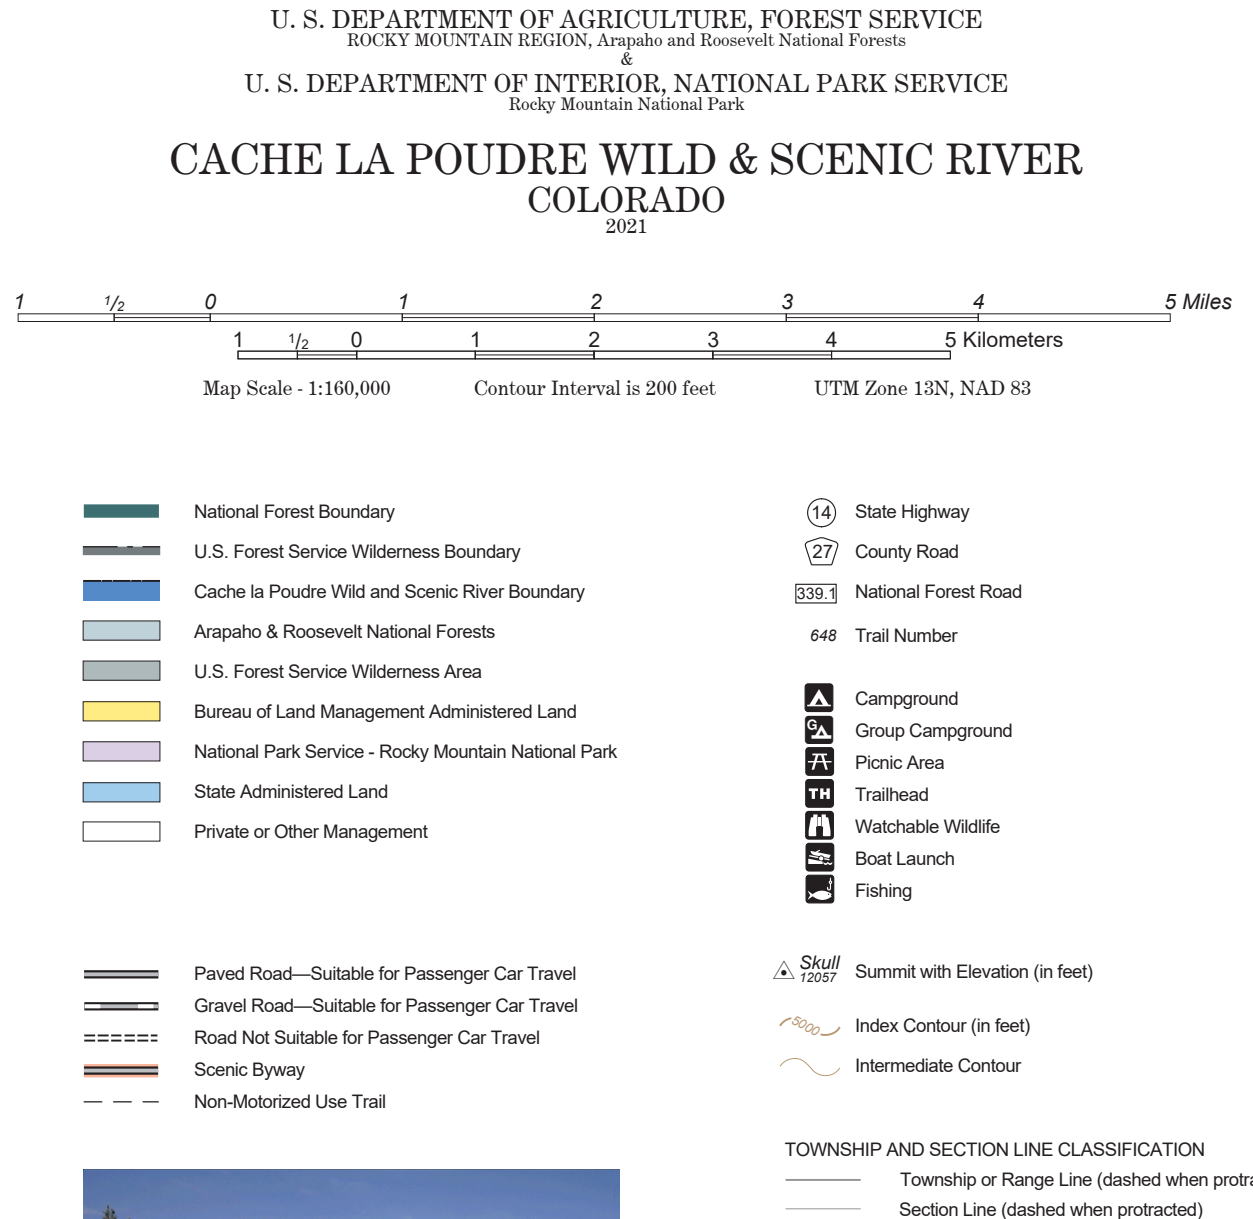 U. S. DEPARTMENT OF AGRICULTURE, FOREST SERVICE
ROCKY MOUNTAIN REGION, Arapaho and Roosevelt National Forests
&
U. S. DEPARTMENT OF INTERIOR, NATIONAL PARK SERVICE
Rocky Mountain National Park
CACHE LA POUDRE WILD & SCENIC RIVER
COLORADO
2021
1 1/2 0 1 2 3 4 5 Miles
1 1/2 0 1 2 3 4 5 Kilometers
Map Scale - 1:160,000 Contour Interval is 200 feet UTM Zone 13N, NAD 83
National Forest Boundary
U.S. Forest Service Wilderness Boundary
Cache la Poudre Wild and Scenic River Boundary
Arapaho & Roosevelt National Forests
U.S. Forest Service Wilderness Area
Bureau of Land Management Administered Land
National Park Service - Rocky Mountain National Park
State Administered Land
Private or Other Management
Paved Road—Suitable for Passenger Car Travel
Gravel Road—Suitable for Passenger Car Travel
Road Not Suitable for Passenger Car Travel
Scenic Byway
Non-Motorized Use Trail
14 State Highway
27 County Road
339.1 National Forest Road
648 Trail Number
Campground
G Group Campground
Picnic Area
TH Trailhead
Watchable Wildlife
Boat Launch
Fishing
Skull 12057 Summit with Elevation (in feet)
5000 Index Contour (in feet)
Intermediate Contour
TOWNSHIP AND SECTION LINE CLASSIFICATION
Township or Range Line (dashed when
Section Line (dashed when protracted)